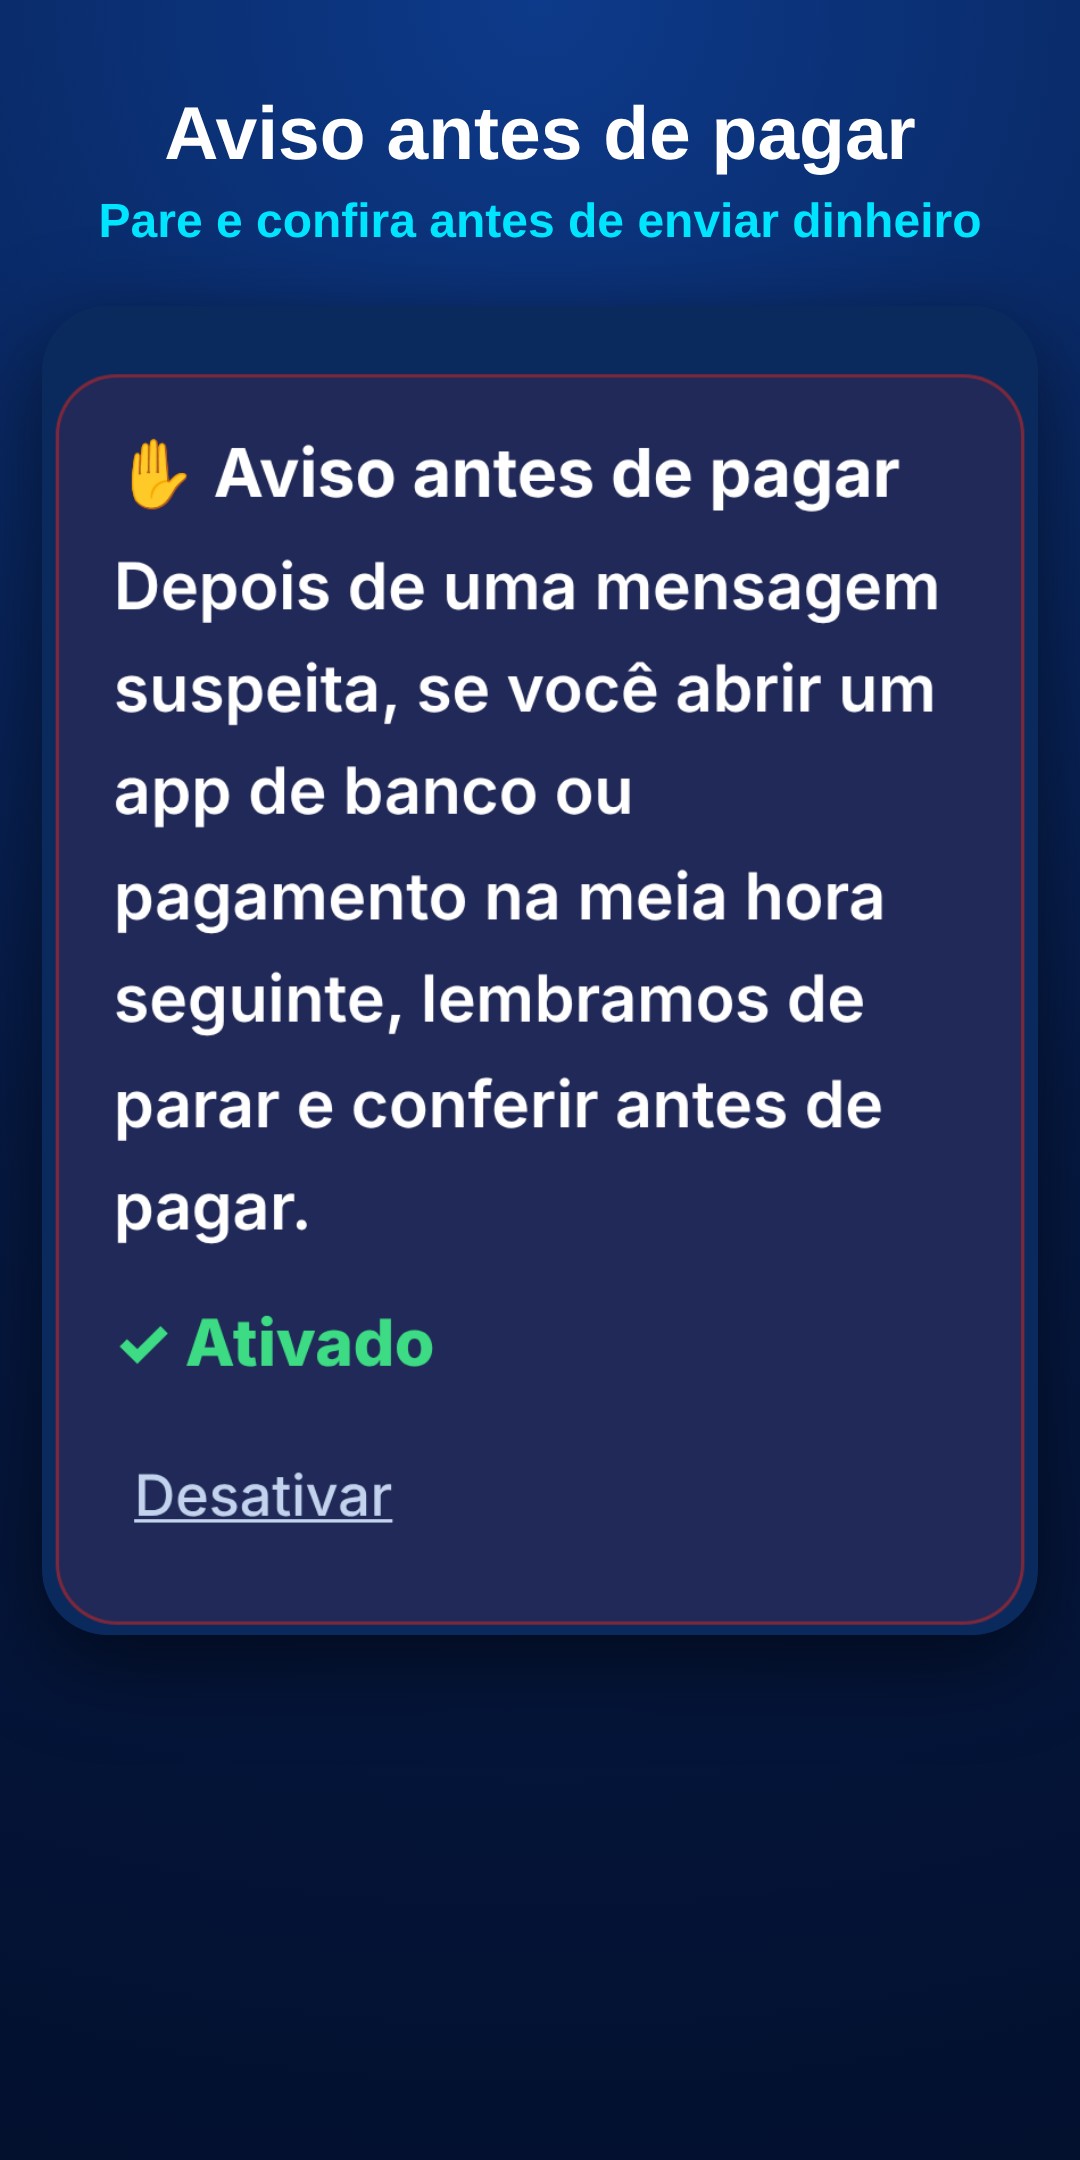 Aviso antes de pagar
Pare e confira antes de enviar dinheiro
✋ Aviso antes de pagar
Depois de uma mensagem
suspeita, se você abrir um
app de banco ou
pagamento na meia hora
seguinte, lembramos de
parar e conferir antes de
pagar.
✓ Ativado
Desativar